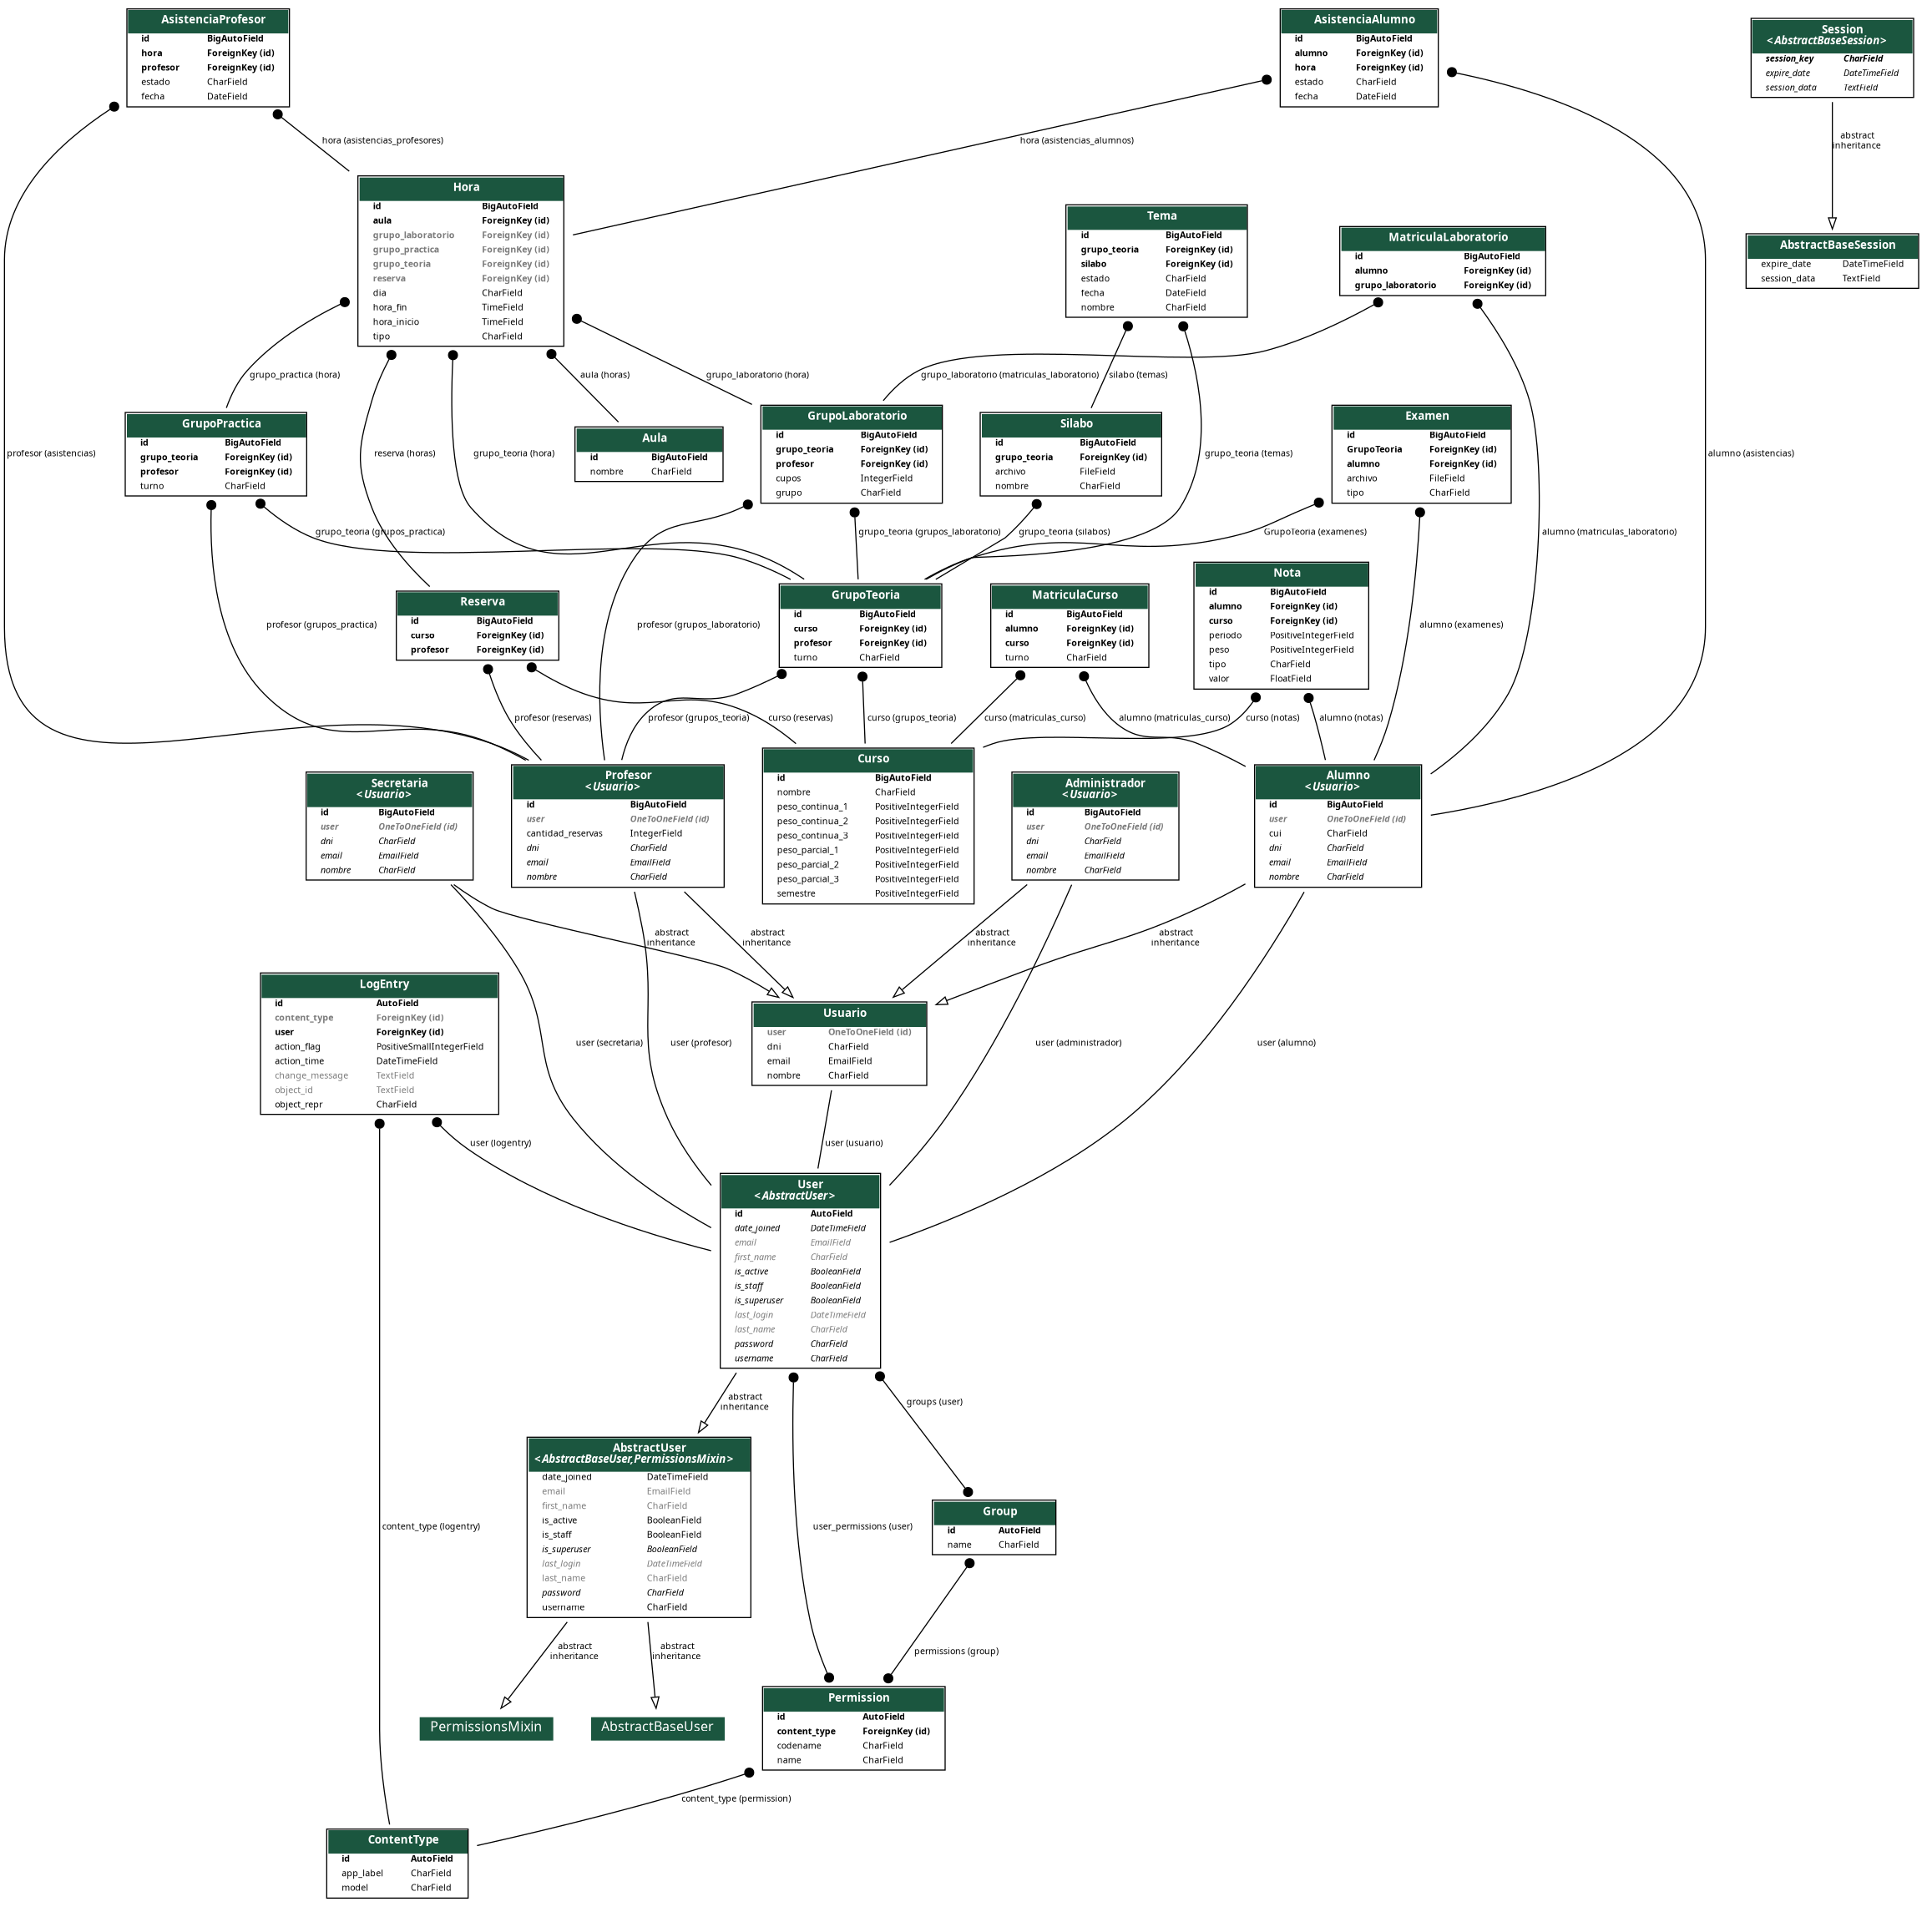 AsistenciaProfesor
id BigAutoField
hora ForeignKey (id)
profesor ForeignKey (id)
estado CharField
fecha DateField
AsistenciaAlumno
id BigAutoField
alumno ForeignKey (id)
hora ForeignKey (id)
estado CharField
fecha DateField
Session
<AbstractBaseSession>
session_key CharField
expire_date DateTimeField
session_data TextField
hora (asistencias_profesores)
hora (asistencias_alumnos)
abstract
inheritance
Hora
id BigAutoField
aula ForeignKey (id)
grupo_laboratorio ForeignKey (id)
grupo_practica ForeignKey (id)
grupo_teoria ForeignKey (id)
reserva ForeignKey (id)
dia CharField
hora_fin TimeField
hora_inicio TimeField
tipo CharField
Tema
id BigAutoField
grupo_teoria ForeignKey (id)
silabo ForeignKey (id)
estado CharField
fecha DateField
nombre CharField
MatriculaLaboratorio
id BigAutoField
alumno ForeignKey (id)
grupo_laboratorio ForeignKey (id)
AbstractBaseSession
expire_date DateTimeField
session_data TextField
grupo_practica (hora)
aula (horas)
grupo_laboratorio (hora)
grupo_laboratorio (matriculas_laboratorio)
silabo (temas)
GrupoPractica
id BigAutoField
grupo_teoria ForeignKey (id)
profesor ForeignKey (id)
turno CharField
Aula
id BigAutoField
nombre CharField
GrupoLaboratorio
id BigAutoField
grupo_teoria ForeignKey (id)
profesor ForeignKey (id)
cupos IntegerField
grupo CharField
Silabo
id BigAutoField
grupo_teoria ForeignKey (id)
archivo FileField
nombre CharField
Examen
id BigAutoField
GrupoTeoria ForeignKey (id)
alumno ForeignKey (id)
archivo FileField
tipo CharField
profesor (asistencias)
reserva (horas)
grupo_teoria (hora)
grupo_teoria (temas)
alumno (asistencias)
grupo_teoria (grupos_practica)
grupo_teoria (grupos_laboratorio)
grupo_teoria (silabos)
GrupoTeoria (examenes)
alumno (matriculas_laboratorio)
Reserva
id BigAutoField
curso ForeignKey (id)
profesor ForeignKey (id)
GrupoTeoria
id BigAutoField
curso ForeignKey (id)
profesor ForeignKey (id)
turno CharField
MatriculaCurso
id BigAutoField
alumno ForeignKey (id)
curso ForeignKey (id)
turno CharField
Nota
id BigAutoField
alumno ForeignKey (id)
curso ForeignKey (id)
periodo PositiveIntegerField
peso PositiveIntegerField
tipo CharField
valor FloatField
profesor (grupos_practica)
profesor (grupos_laboratorio)
alumno (examenes)
profesor (reservas)
profesor (grupos_teoria)
curso (reservas)
curso (grupos_teoria)
curso (matriculas_curso)
alumno (matriculas_curso)
curso (notas)
alumno (notas)
Secretaria
<Usuario>
id BigAutoField
user OneToOneField (id)
dni CharField
email EmailField
nombre CharField
Profesor
<Usuario>
id BigAutoField
user OneToOneField (id)
cantidad_reservas IntegerField
dni CharField
email EmailField
nombre CharField
Curso
id BigAutoField
nombre CharField
peso_continua_1 PositiveIntegerField
peso_continua_2 PositiveIntegerField
peso_continua_3 PositiveIntegerField
peso_parcial_1 PositiveIntegerField
peso_parcial_2 PositiveIntegerField
peso_parcial_3 PositiveIntegerField
semestre PositiveIntegerField
Administrador
<Usuario>
id BigAutoField
user OneToOneField (id)
dni CharField
email EmailField
nombre CharField
Alumno
<Usuario>
id BigAutoField
user OneToOneField (id)
cui CharField
dni CharField
email EmailField
nombre CharField
abstract
inheritance
abstract
inheritance
abstract
inheritance
abstract
inheritance
LogEntry
id AutoField
content_type ForeignKey (id)
user ForeignKey (id)
action_flag PositiveSmallIntegerField
action_time DateTimeField
change_message TextField
object_id TextField
object_repr CharField
Usuario
user OneToOneField (id)
dni CharField
email EmailField
nombre CharField
user (secretaria)
user (profesor)
user (administrador)
user (alumno)
user (logentry)
user (usuario)
User
<AbstractUser>
id AutoField
date_joined DateTimeField
email EmailField
first_name CharField
is_active BooleanField
is_staff BooleanField
is_superuser BooleanField
last_login DateTimeField
last_name CharField
password CharField
username CharField
abstract
inheritance
groups (user)
AbstractUser
<AbstractBaseUser,PermissionsMixin>
date_joined DateTimeField
email EmailField
first_name CharField
is_active BooleanField
is_staff BooleanField
is_superuser BooleanField
last_login DateTimeField
last_name CharField
password CharField
username CharField
Group
id AutoField
name CharField
content_type (logentry)
user_permissions (user)
abstract
inheritance
abstract
inheritance
permissions (group)
PermissionsMixin
AbstractBaseUser
Permission
id AutoField
content_type ForeignKey (id)
codename CharField
name CharField
content_type (permission)
ContentType
id AutoField
app_label CharField
model CharField